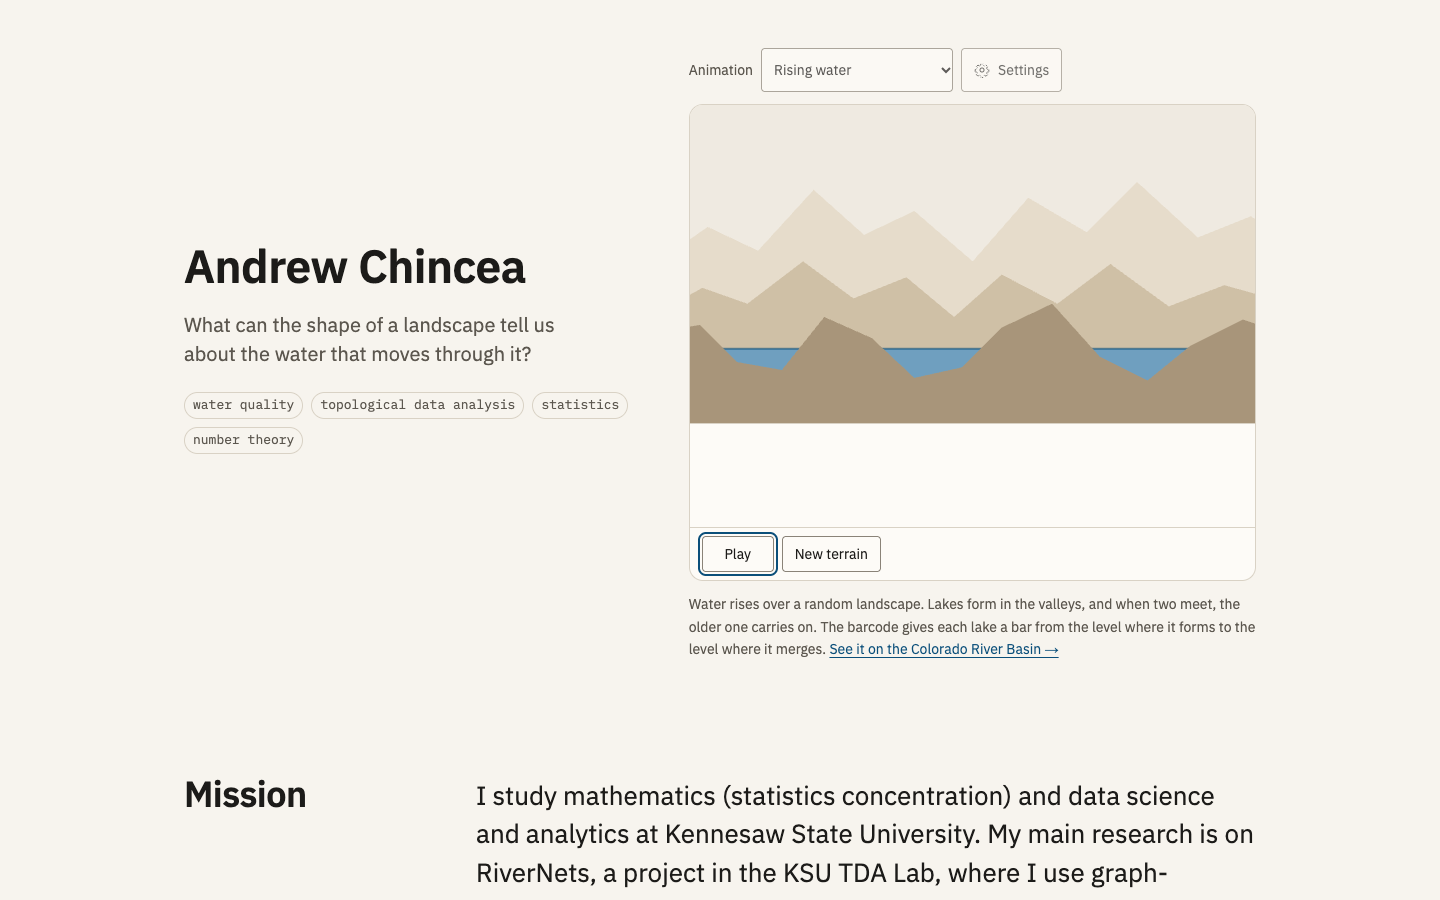 Animation
Rising water
Settings
Andrew Chincea
What can the shape of a landscape tell us
about the water that moves through it?
water quality
topological data analysis
statistics
number theory
Play
New terrain
Water rises over a random landscape. Lakes form in the valleys, and when two meet, the
older one carries on. The barcode gives each lake a bar from the level where it forms to the
level where it merges. See it on the Colorado River Basin →
Mission
I study mathematics (statistics concentration) and data science
and analytics at Kennesaw State University. My main research is on
RiverNets, a project in the KSU TDA Lab, where I use graph-